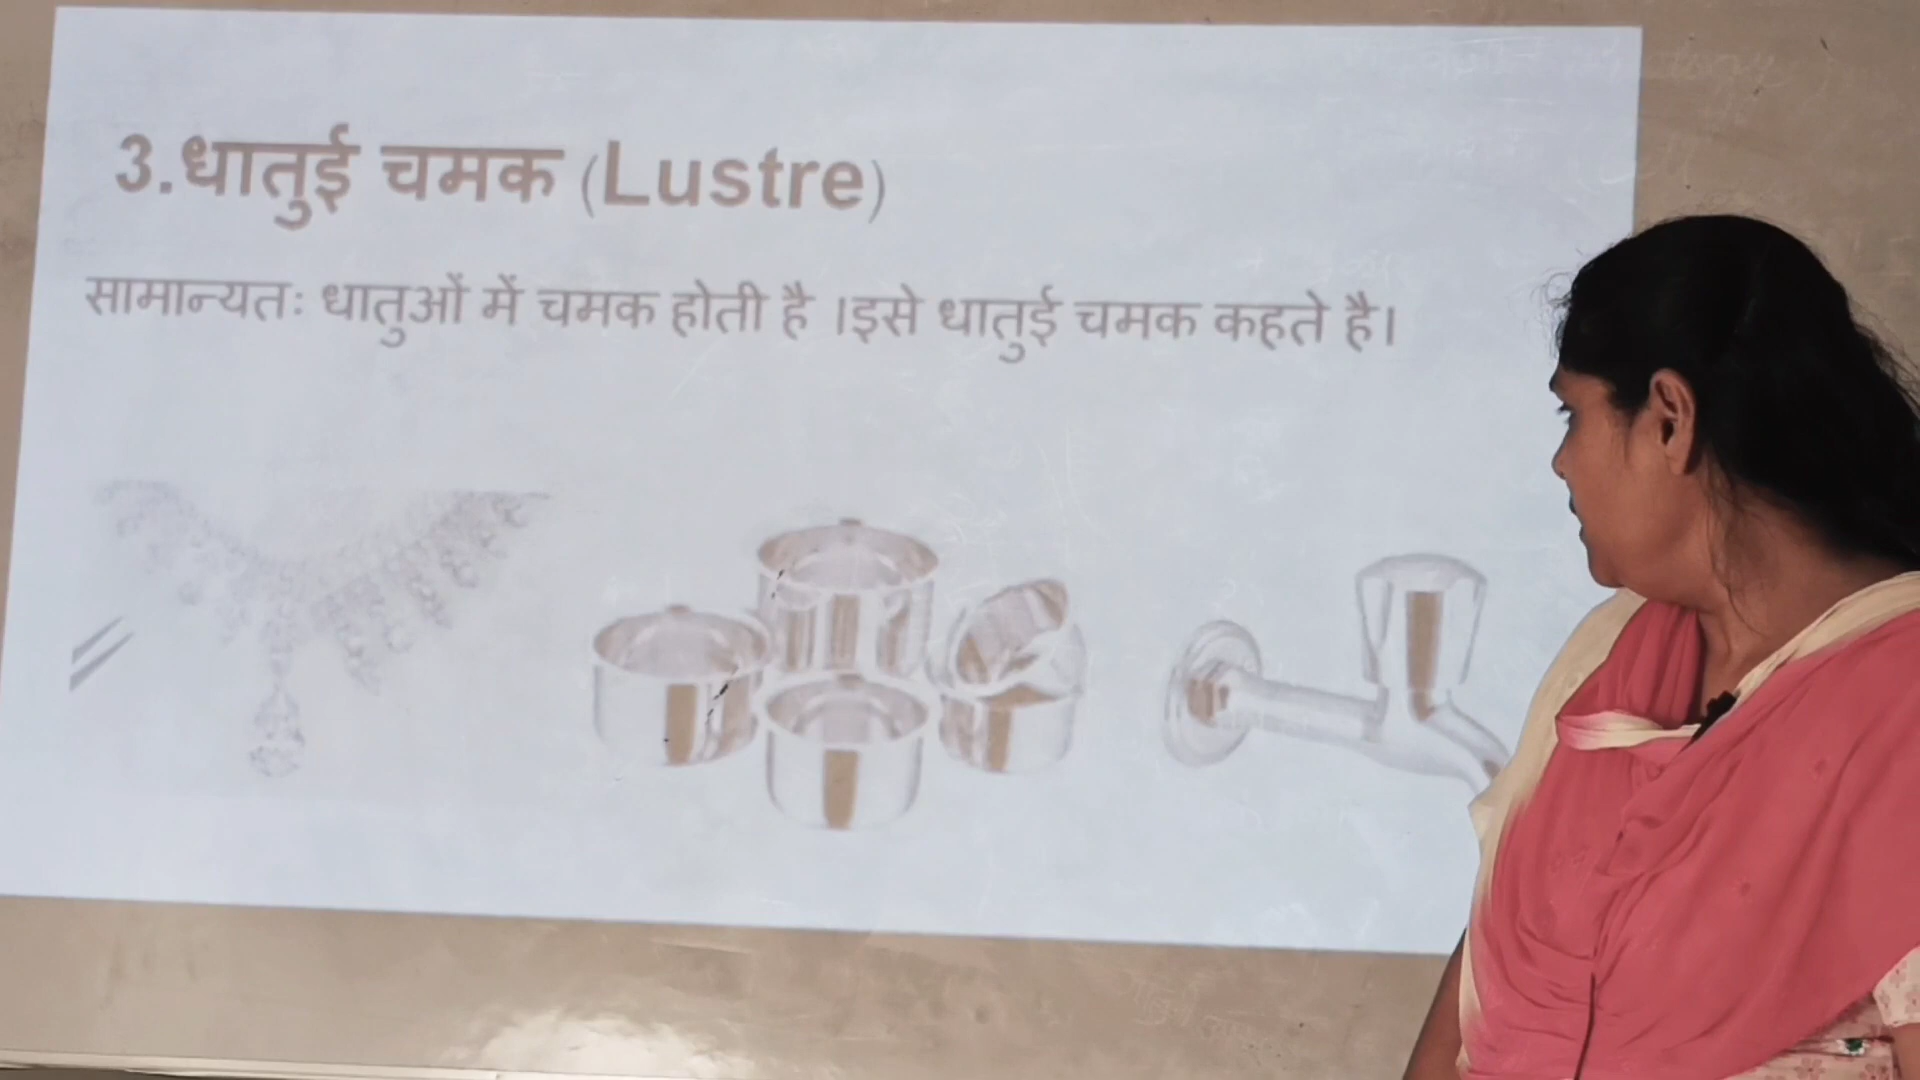 3.धातुई चमक (Lustre)
सामान्यतः धातुओं में चमक होती है ।इसे धातुई चमक कहते है।